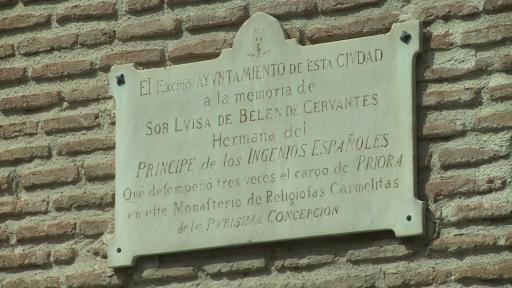 El Excmo AYVNTAMIENTO DE ESTA CIVDAD
a la memoria de
SOR LVISA DE BELEN DE CERVANTES
Hermana del
PRINCIPE de los INGENIOS ESPAÑOLES
Que defempeñó tres veces el cargo de PRIORA
en efte Monafterio de Religiofas Carmelitas
de la PVRISIMA CONCEPCION